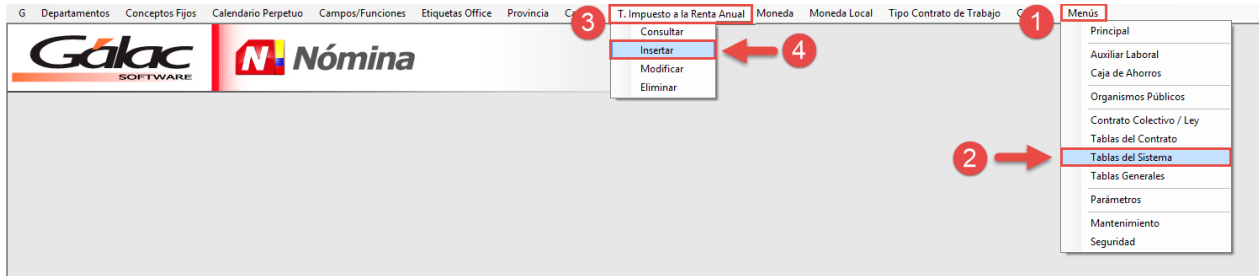 G Departamentos Conceptos Fijos Calendario Perpetuo Campos/Funciones Etiquetas Office Provincia Ca T. Impuesto a la Renta Anual Moneda Moneda Local Tipo Contrato de Trabajo C Menús
3
1
Consultar
Insertar
Modificar
Eliminar
4
Gálac
SOFTWARE
N Nómina
Principal
Auxiliar Laboral
Caja de Ahorros
Organismos Públicos
Contrato Colectivo / Ley
Tablas del Contrato
2
Tablas del Sistema
Tablas Generales
Parámetros
Mantenimiento
Seguridad